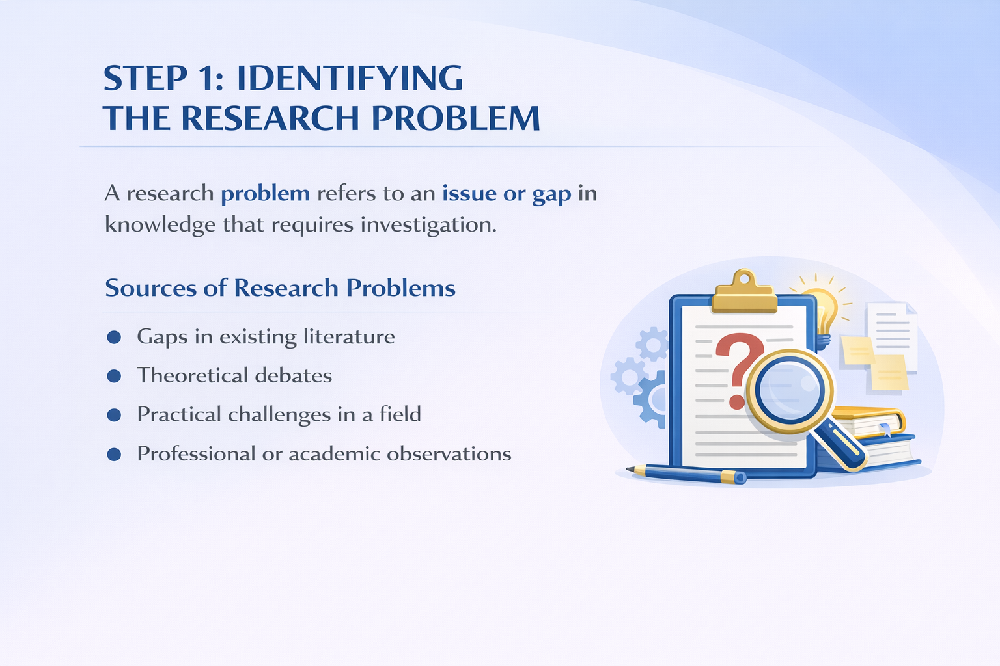 STEP 1: IDENTIFYING
THE RESEARCH PROBLEM
A research problem refers to an issue or gap in
knowledge that requires investigation.
Sources of Research Problems
● Gaps in existing literature
● Theoretical debates
● Practical challenges in a field
● Professional or academic observations
?